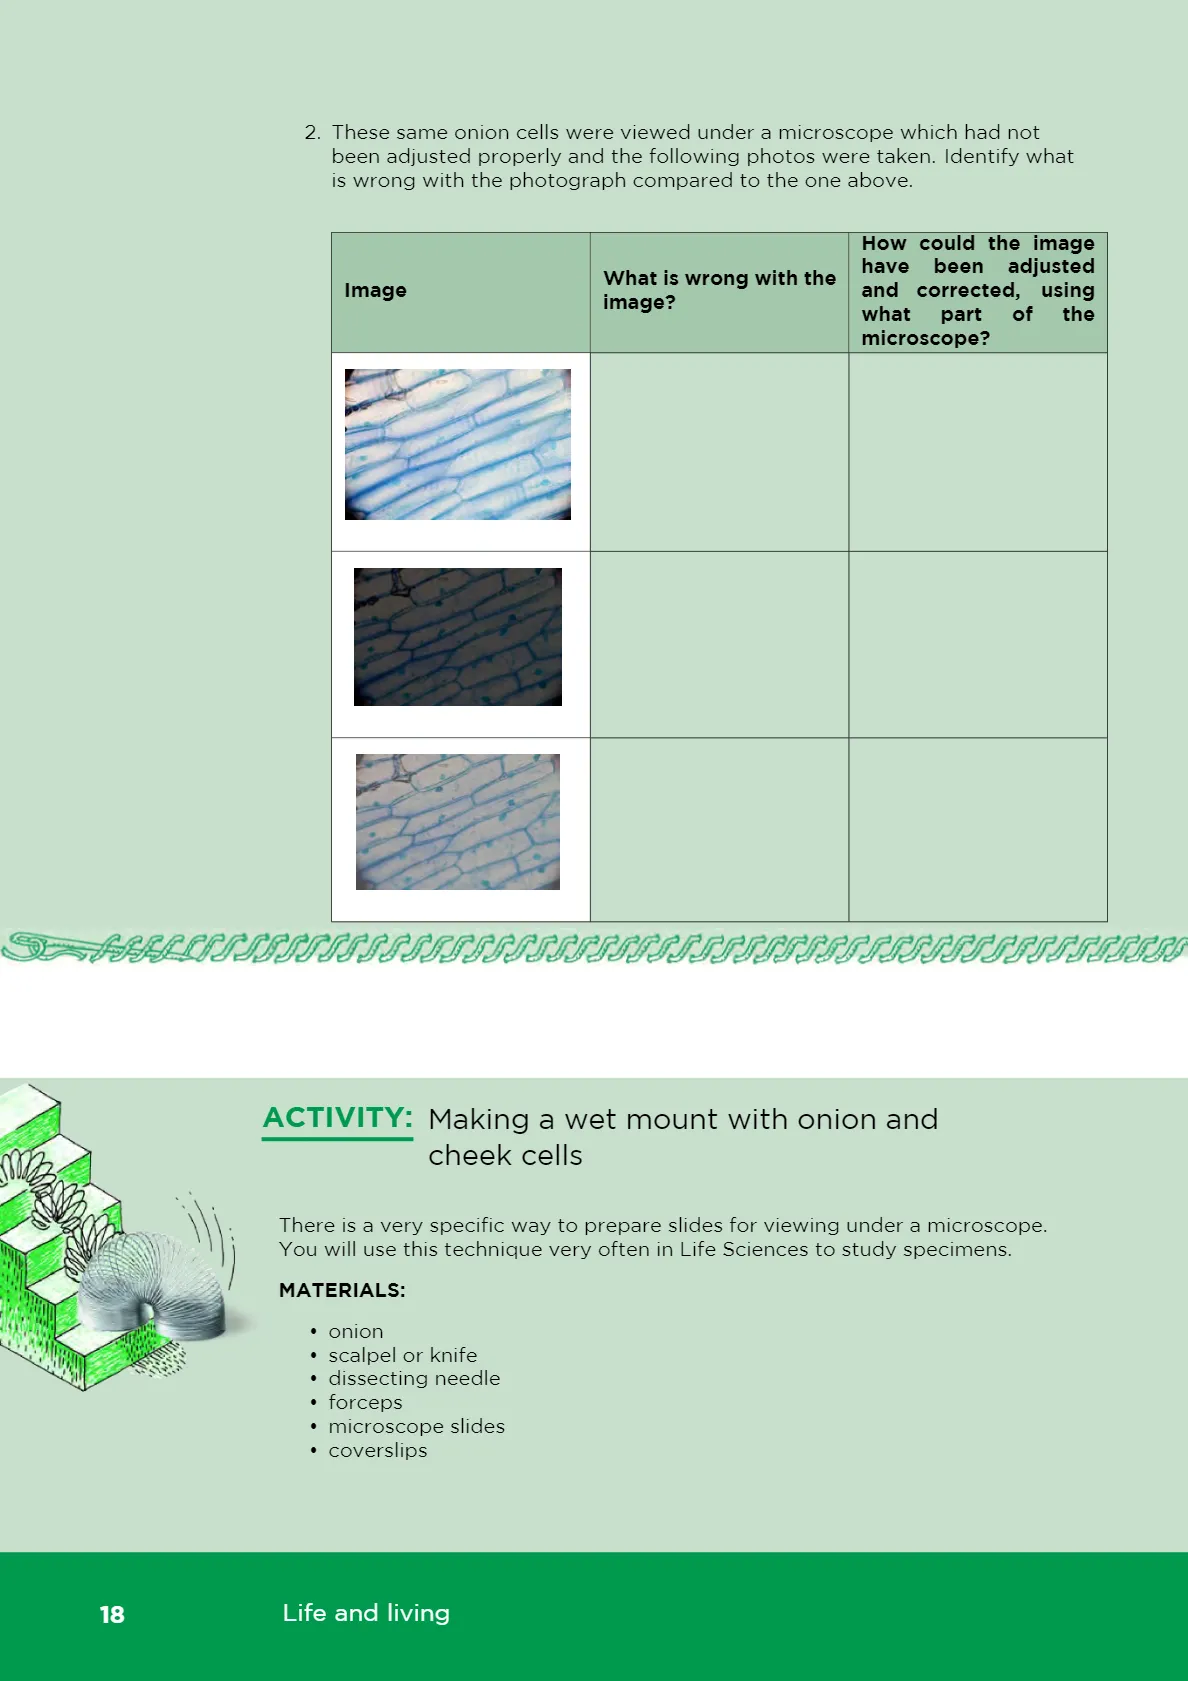 2. These same onion cells were viewed under a microscope which had not
been adjusted properly and the following photos were taken. Identify what
is wrong with the photograph compared to the one above.
Image
What is wrong with the
image?
How could the image
have been adjusted
and corrected, using
what part of the
microscope?
ACTIVITY: Making a wet mount with onion and
cheek cells
There is a very specific way to prepare slides for viewing under a microscope.
You will use this technique very often in Life Sciences to study specimens.
MATERIALS:
• onion
• scalpel or knife
• dissecting needle
• forceps
• microscope slides
• coverslips
18 Life and living